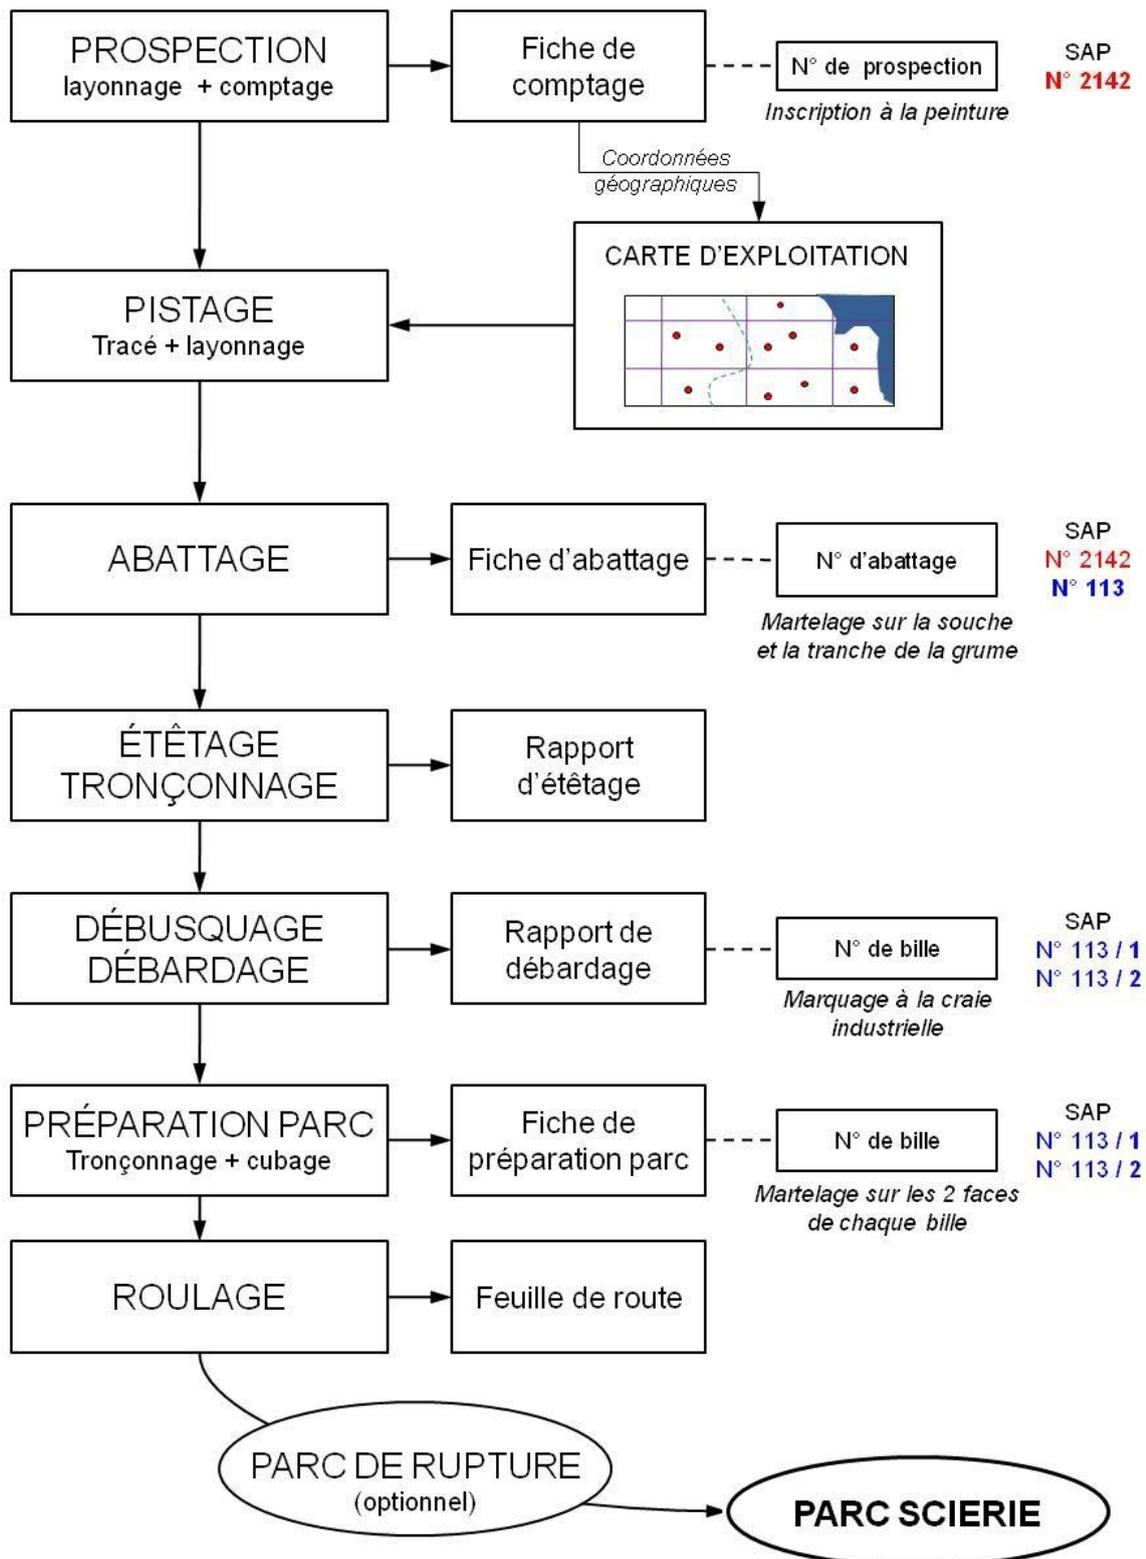 PROSPECTION
layonnage + comptage
Fiche de
comptage
N° de prospection
Inscription à la peinture
SAP
N° 2142
Coordonnées
géographiques
CARTE D'EXPLOITATION
PISTAGE
Tracé + layonnage
ABATTAGE
Fiche d'abattage
N° d'abattage
Martelage sur la souche
et la tranche de la grume
SAP
N° 2142
N° 113
ÉTÊTAGE
TRONÇONNAGE
Rapport
d'étêtage
DÉBUSQUAGE
DÉBARDAGE
Rapport de
débardage
N° de bille
Marquage à la craie
industrielle
SAP
N° 113 / 1
N° 113 / 2
PRÉPARATION PARC
Tronçonnage + cubage
Fiche de
préparation parc
N° de bille
Martelage sur les 2 faces
de chaque bille
SAP
N° 113 / 1
N° 113 / 2
ROULAGE
Feuille de route
PARC DE RUPTURE
(optionnel)
PARC SCIERIE